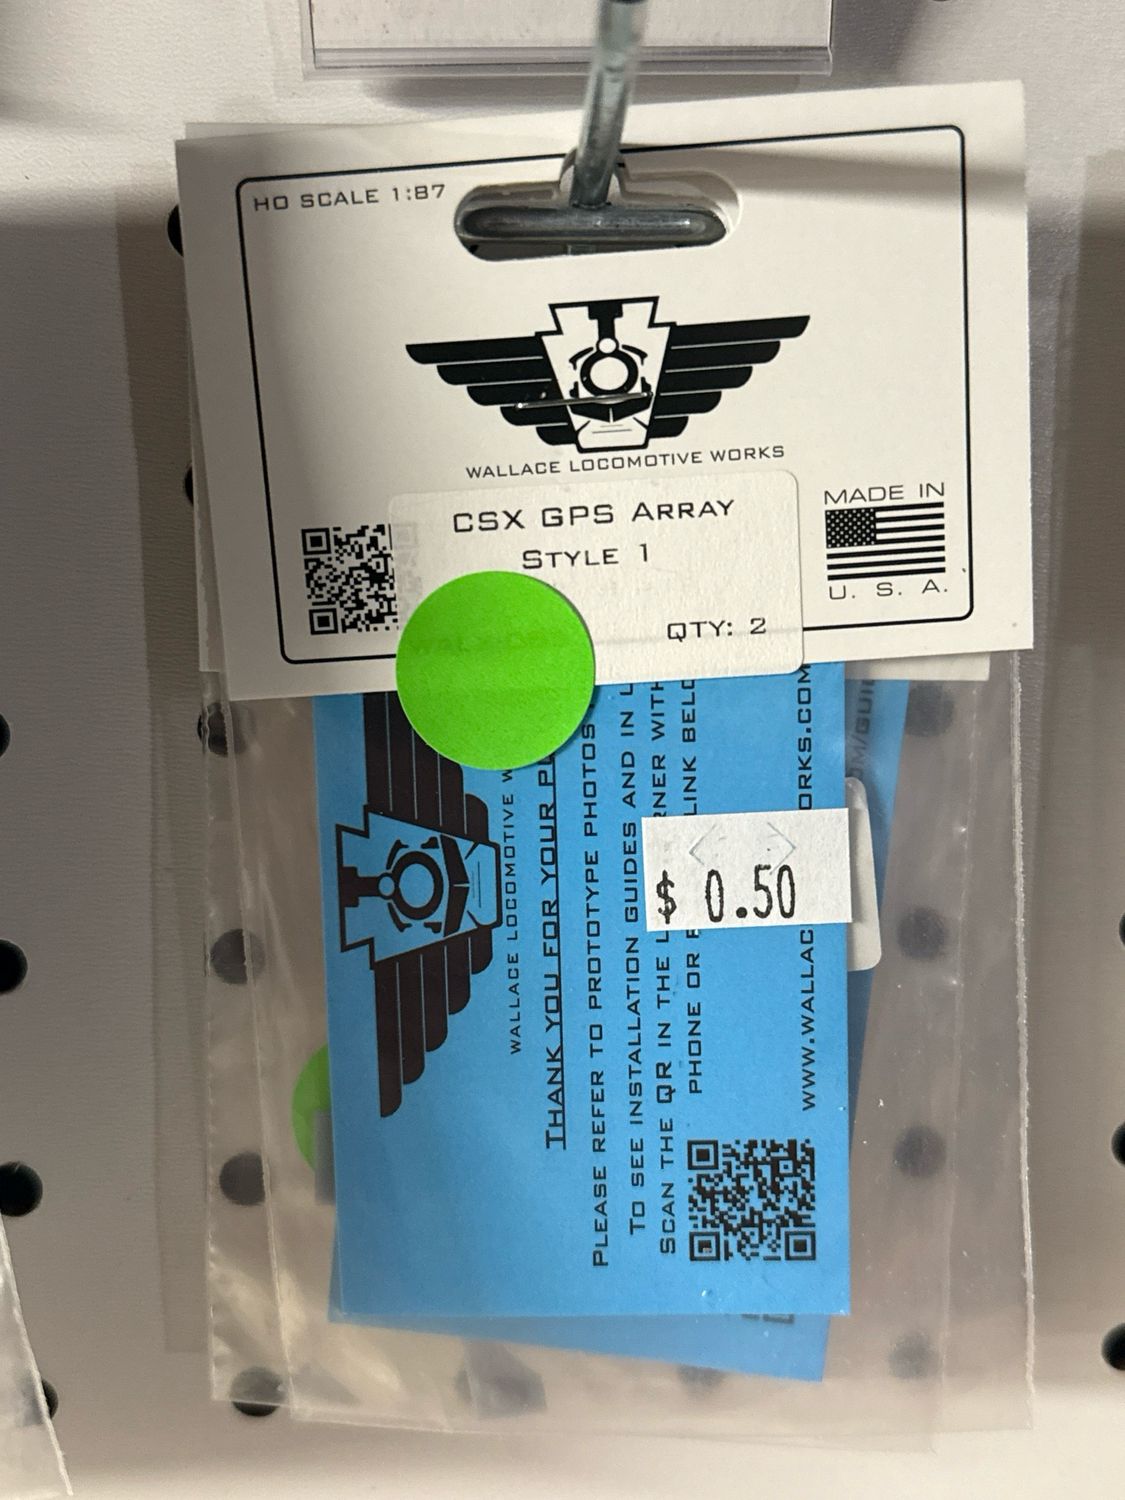 HO SCALE 1:87
WALLACE LOCOMOTIVE WORKS
CSX GPS ARRAY
STYLE 1
QTY: 2
MADE IN
U. S. A.
$ 0.50
WALLACE LOCOMOTIVE
THANK YOU FOR YOUR
PLEASE REFER TO PROTOTYPE PHOTOS
TO SEE INSTALLATION GUIDES AND IN
SCAN THE QR IN THE WITH
PHONE OR LINK